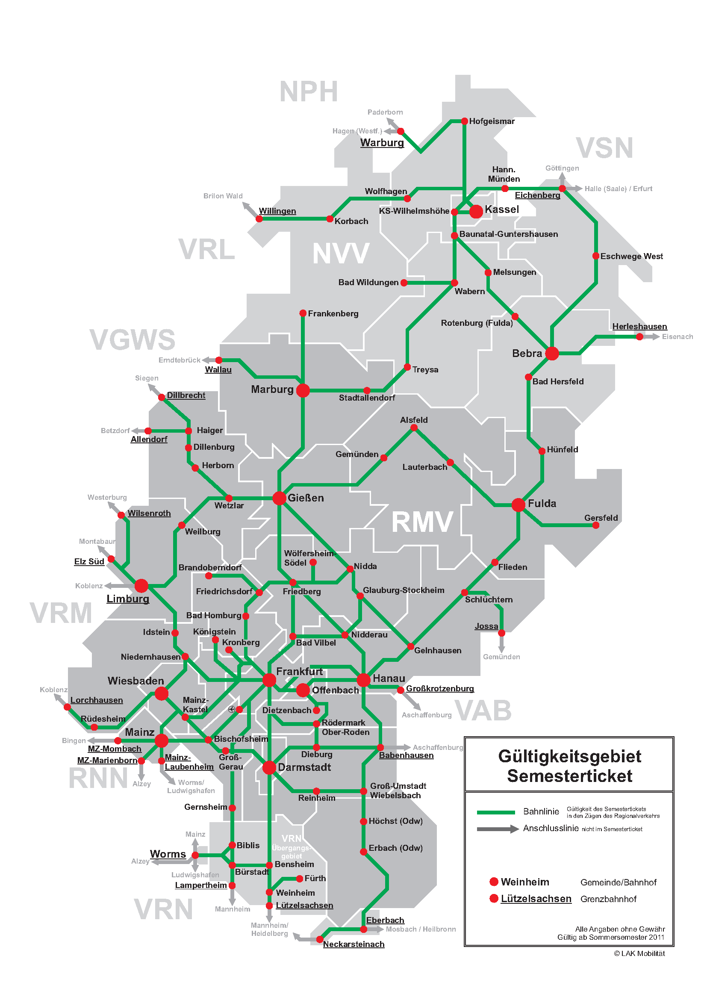 NPH
Paderborn
Hofgeismar
Hagen (Westf.)
Warburg
VSN
Göttingen
Hann.
Münden
Halle (Saale) / Erfurt
Wolfhagen
Eichenberg
Brilon Wald
Willingen
KS-Wilhelmshöhe
Kassel
Korbach
Baunatal-Guntershausen
VRL
NVV
Eschwege West
Melsungen
Bad Wildungen
Wabern
Frankenberg
Rotenburg (Fulda)
Herleshausen
VGWS
Eisenach
Bebra
Erndtebrück
Wallau
Treysa
Siegen
Bad Hersfeld
Marburg
Dillbrecht
Stadtallendorf
Alsfeld
Betzdorf
Haiger
Allendorf
Dillenburg
Hünfeld
Gemünden
Herborn
Lauterbach
Westerburg
Gießen
Wetzlar
Fulda
Wilsenroth
RMV
Gersfeld
Weilburg
Montabaur
Wölfersheim-
Södel
Elz Süd
Brandoberndorf
Nidda
Flieden
Koblenz
Friedrichsdorf
Friedberg
Glauburg-Stockheim
Limburg
Schlüchtern
VRM
Bad Homburg
Jossa
Idstein
Königstein
Kronberg
Bad Vilbel
Nidderau
Gelnhausen
Niedernhausen
Gemünden
Frankfurt
Wiesbaden
Hanau
Koblenz
Offenbach
Großkrotzenburg
Lorchhausen
Mainz-
Kastel
VAB
Dietzenbach
Aschaffenburg
Rüdesheim
Rödermark
Ober-Roden
Mainz
Bingen
Bischofsheim
MZ-Mombach
Aschaffenburg
Dieburg
Babenhausen
MZ-Marienborn
Mainz-
Laubenheim
Groß-
Gerau
Darmstadt
RNN
Alzey
Worms/
Ludwigshafen
Groß-Umstadt
Wiebelsbach
Reinheim
Gernsheim
Höchst (Odw)
Mainz
VRN
Übergangs-
gebiet
Biblis
Erbach (Odw)
Worms
Alzey
Bensheim
Ludwigshafen
Bürstadt
Fürth
Lampertheim
Weinheim
VRN
Mannheim
Lützelsachsen
Eberbach
Mannheim/
Heidelberg
Mosbach / Heilbronn
Neckarsteinach
Gültigkeitsgebiet
Semesterticket
Bahnlinie Gültigkeit des Semestertickets
in den Zügen des Regionalverkehrs
Anschlusslinie nicht im Semesterticket
Weinheim Gemeinde/Bahnhof
Lützelsachsen Grenzbahnhof
Alle Angaben ohne Gewähr
Gültig ab Sommersemester 2011
© LAK Mobilität